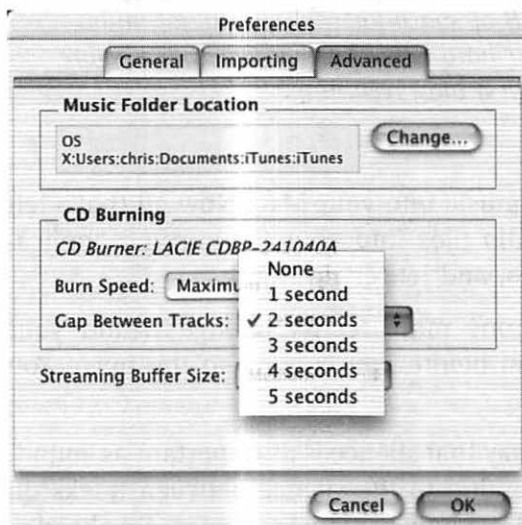 Preferences
General Importing Advanced
Music Folder Location
OS
X:Users:chris:Documents:iTunes:iTunes
Change...
CD Burning
CD Burner: LACIE CDBP-241040A
Burn Speed:
None
1 second
Gap Between Tracks: ✓ 2 seconds
3 seconds
Streaming Buffer Size: 4 seconds
5 seconds
Cancel OK